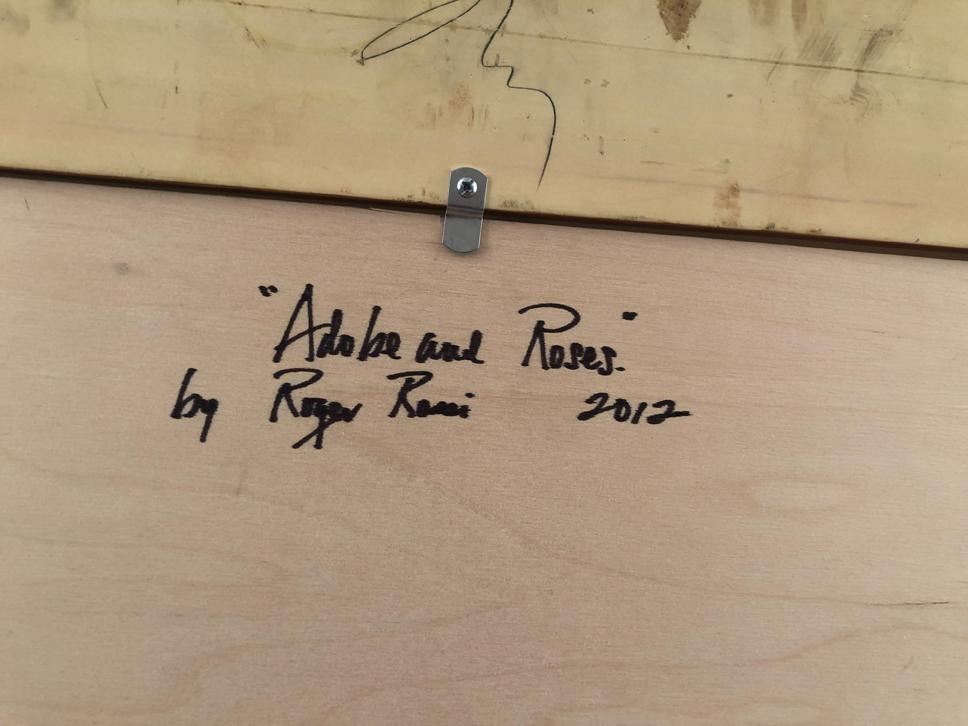 "Adobe and Roses."
by Roger Rossi 2012